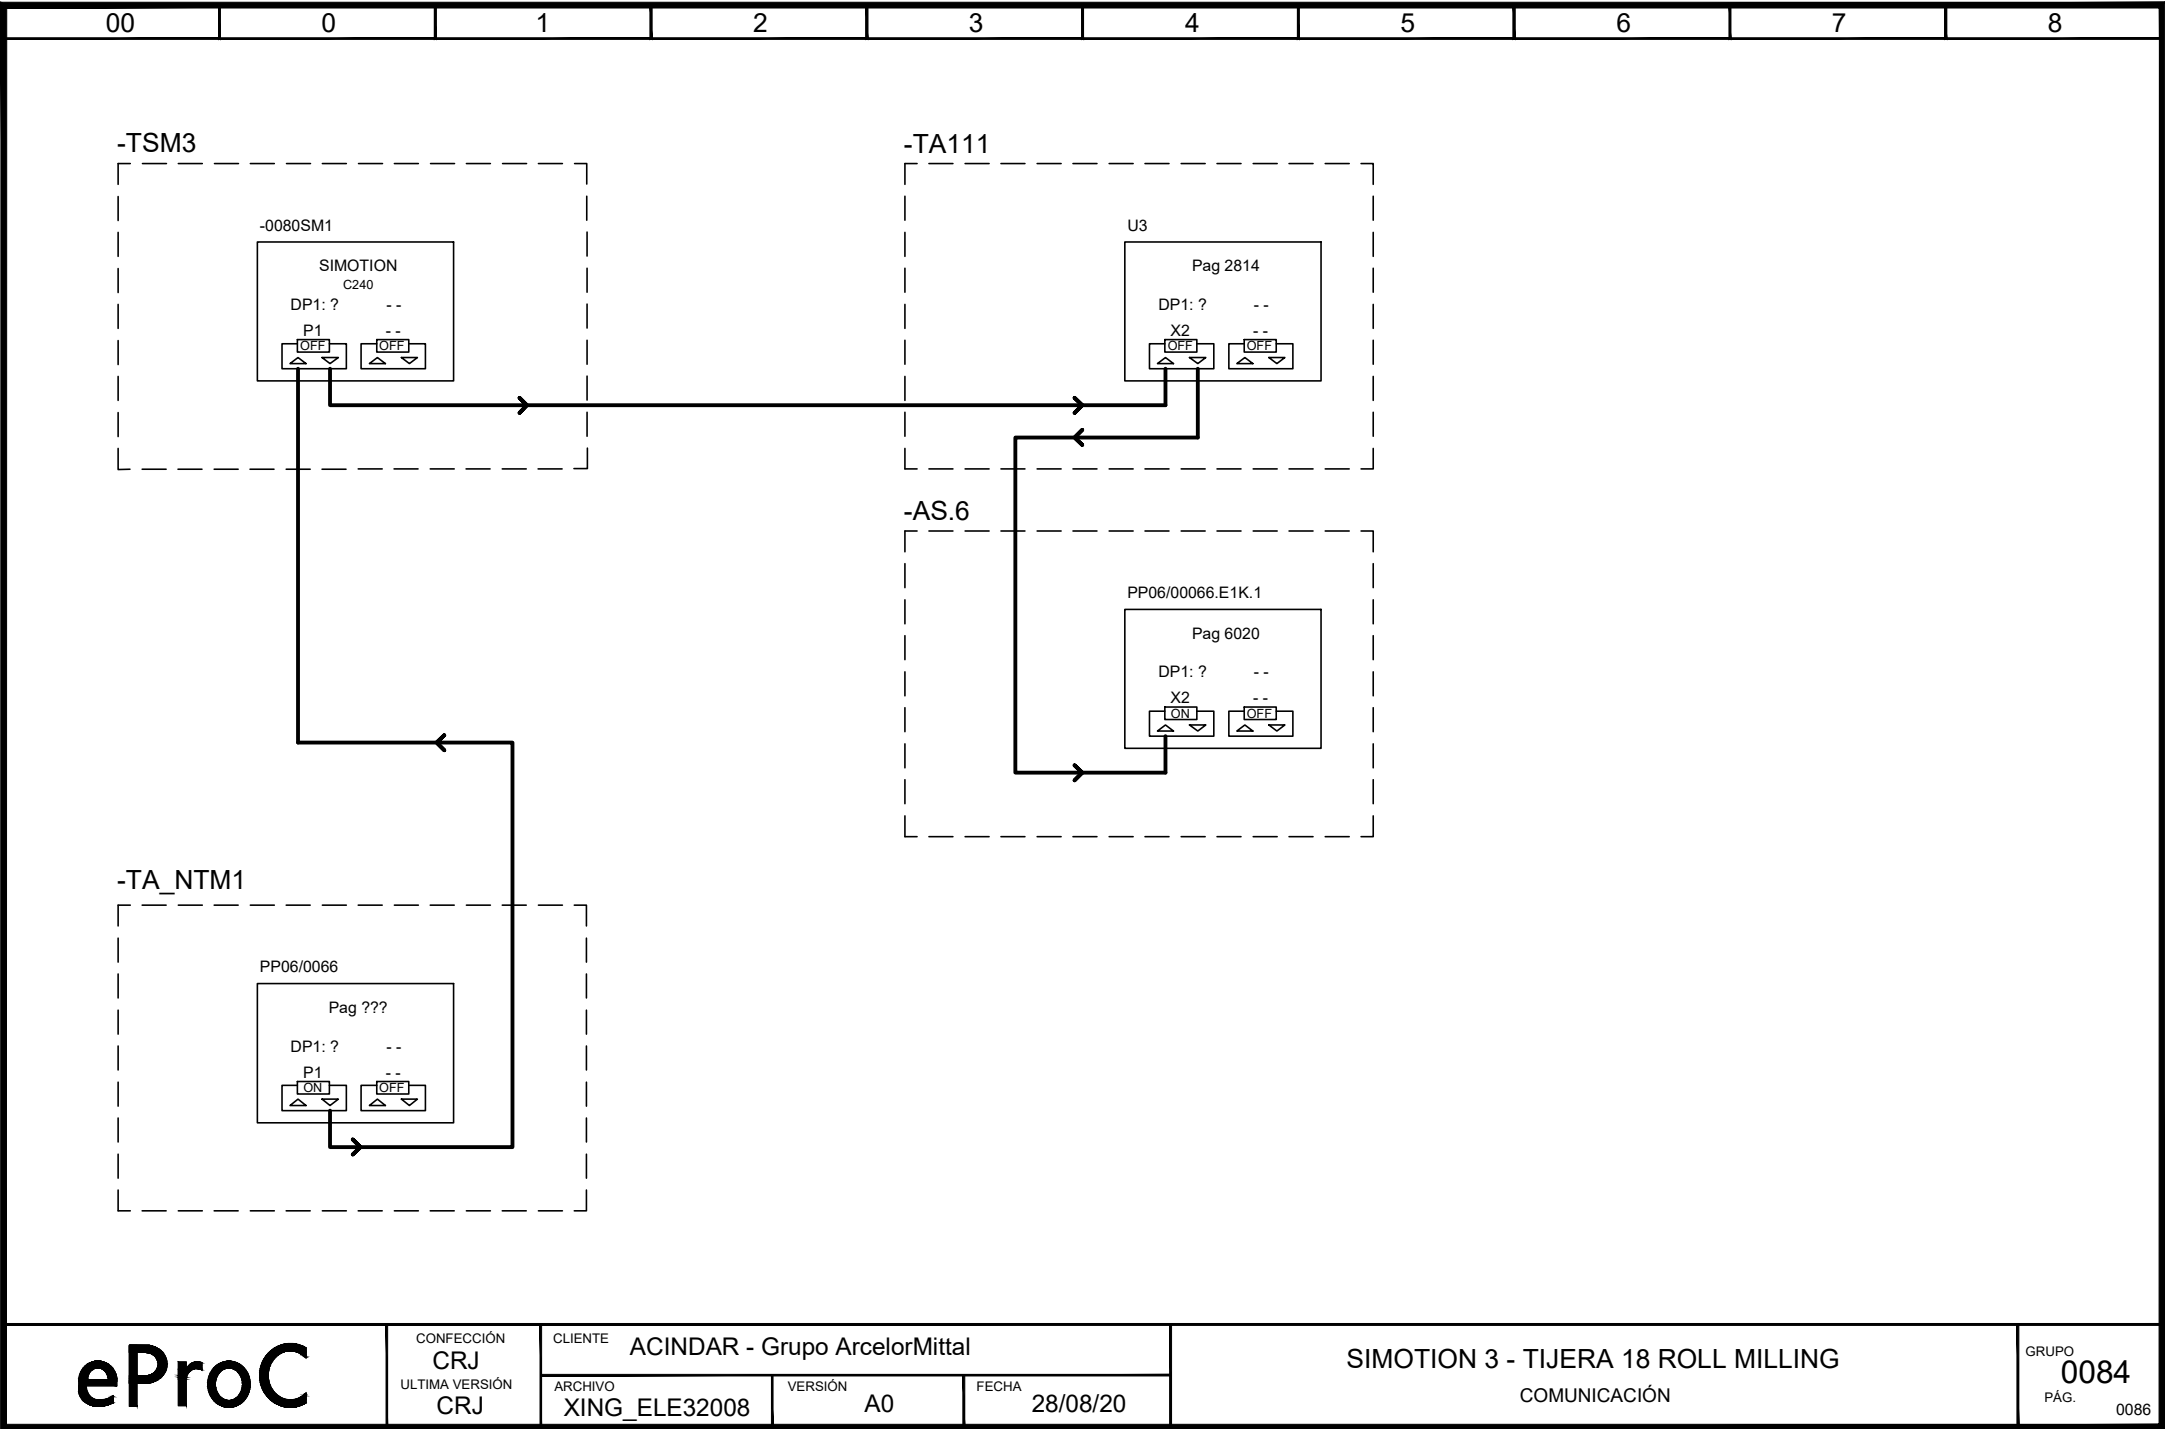 00 0 1 2 3 4 5 6 7 8
-TSM3
-0080SM1
SIMOTION
C240
DP1: ? - -
P1 - -
OFF OFF
-TA111
U3
Pag 2814
DP1: ? - -
X2 - -
OFF OFF
-AS.6
PP06/00066.E1K.1
Pag 6020
DP1: ? - -
X2 - -
ON OFF
-TA_NTM1
PP06/0066
Pag ???
DP1: ? - -
P1 - -
ON OFF
eProC
CONFECCIÓN
CRJ
ULTIMA VERSIÓN
CRJ
CLIENTE ACINDAR - Grupo ArcelorMittal
ARCHIVO
XING_ELE32008
VERSIÓN
A0
FECHA
28/08/20
SIMOTION 3 - TIJERA 18 ROLL MILLING
COMUNICACIÓN
GRUPO
0084
PÁG.
0086